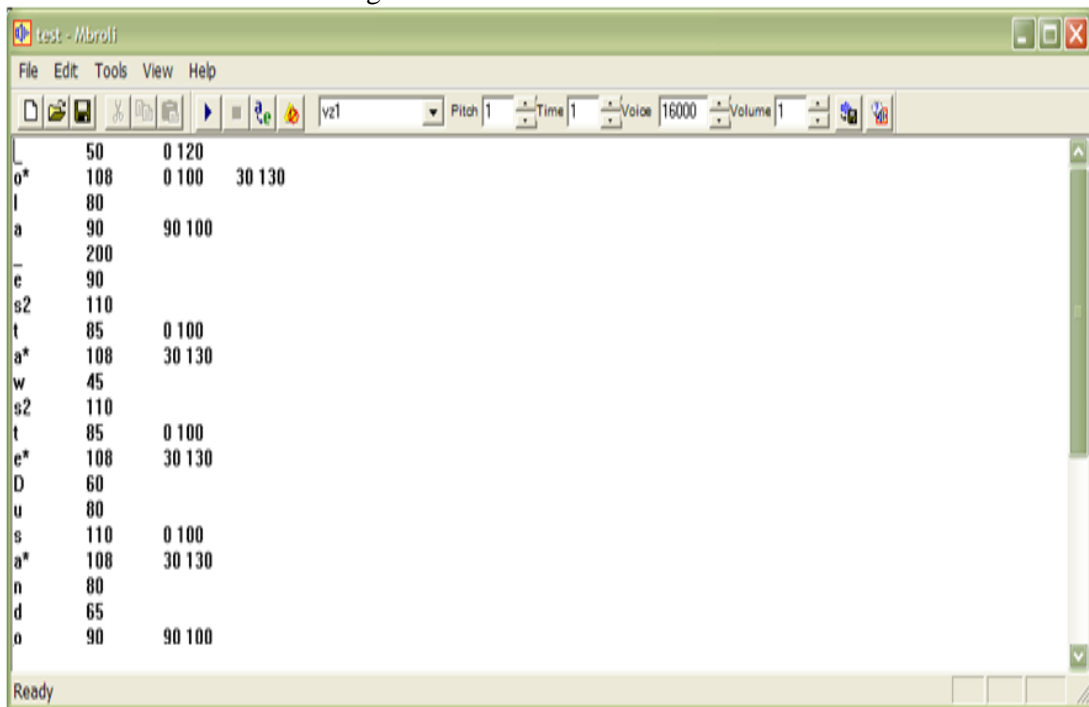 test - Mbroli
File Edit Tools View Help
vz1 Pitch 1 Time 1 Voice 16000 Volume 1
_ 50 0 120
o* 108 0 100 30 130
l 80
a 90 90 100
_ 200
e 90
s2 110
t 85 0 100
a* 108 30 130
w 45
s2 110
t 85 0 100
e* 108 30 130
D 60
u 80
s 110 0 100
a* 108 30 130
n 80
d 65
o 90 90 100
Ready